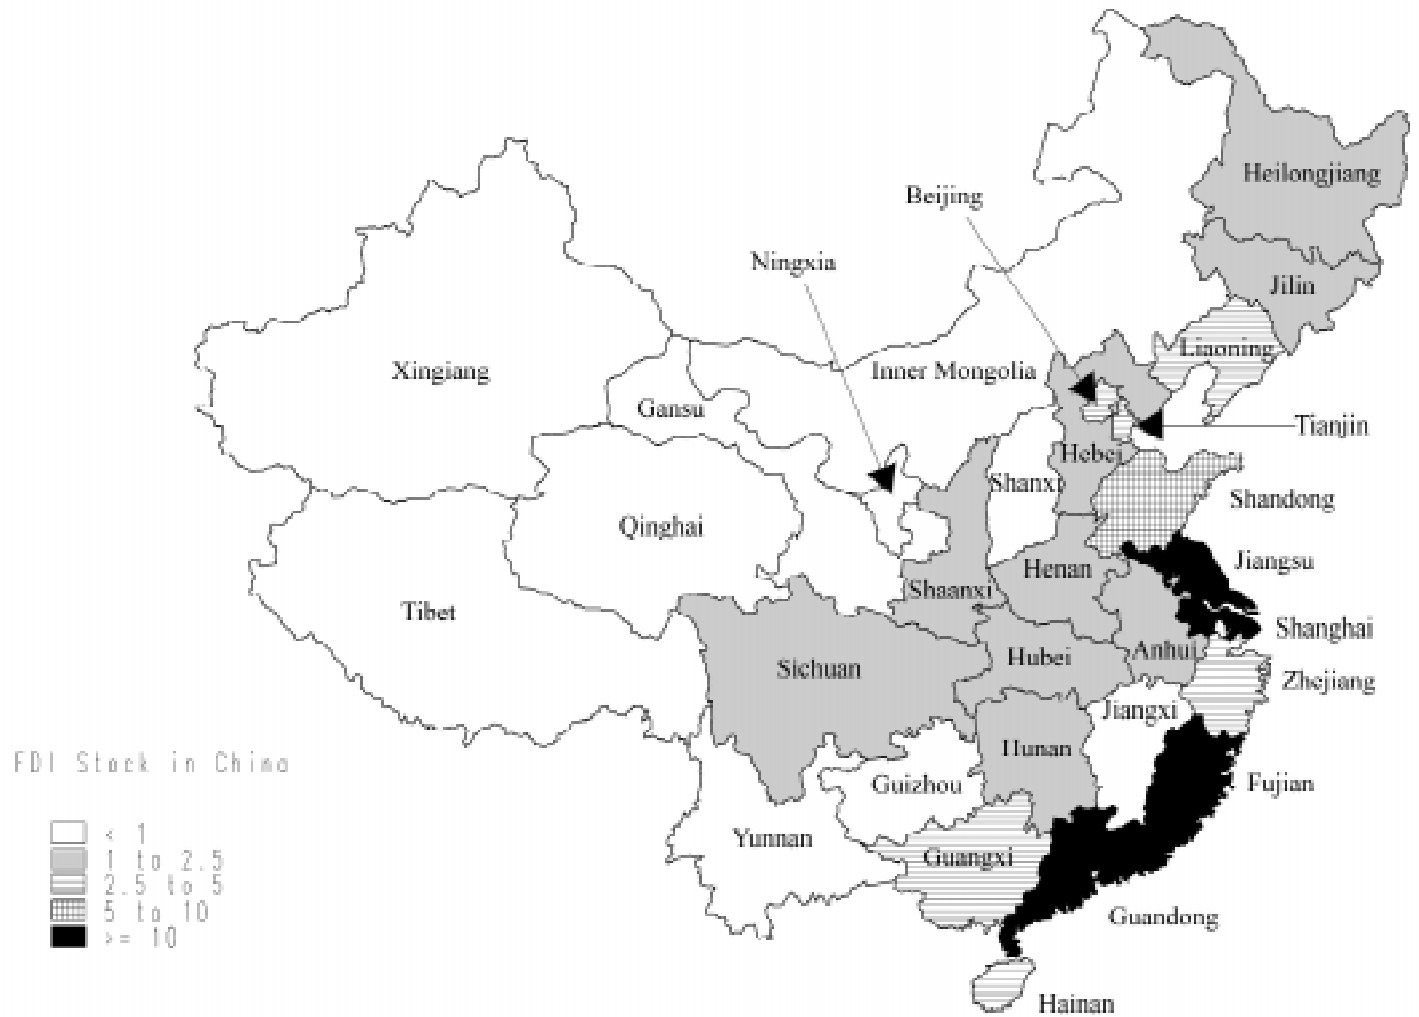 Heilongjiang
Beijing
Ningxia
Jilin
Liaoning
Xingiang
Inner Mongolia
Gansu
Tianjin
Hebei
Shanxi
Shandong
Qinghai
Jiangsu
Henan
Shaanxi
Tibet
Shanghai
Anhui
Hubei
Sichuan
Zhejiang
Jiangxi
Hunan
FDI Stock in China
Guizhou
Fujian
< 1
Yunnan
1 to 2.5
Guangxi
2.5 to 5
5 to 10
Guandong
>= 10
Hainan